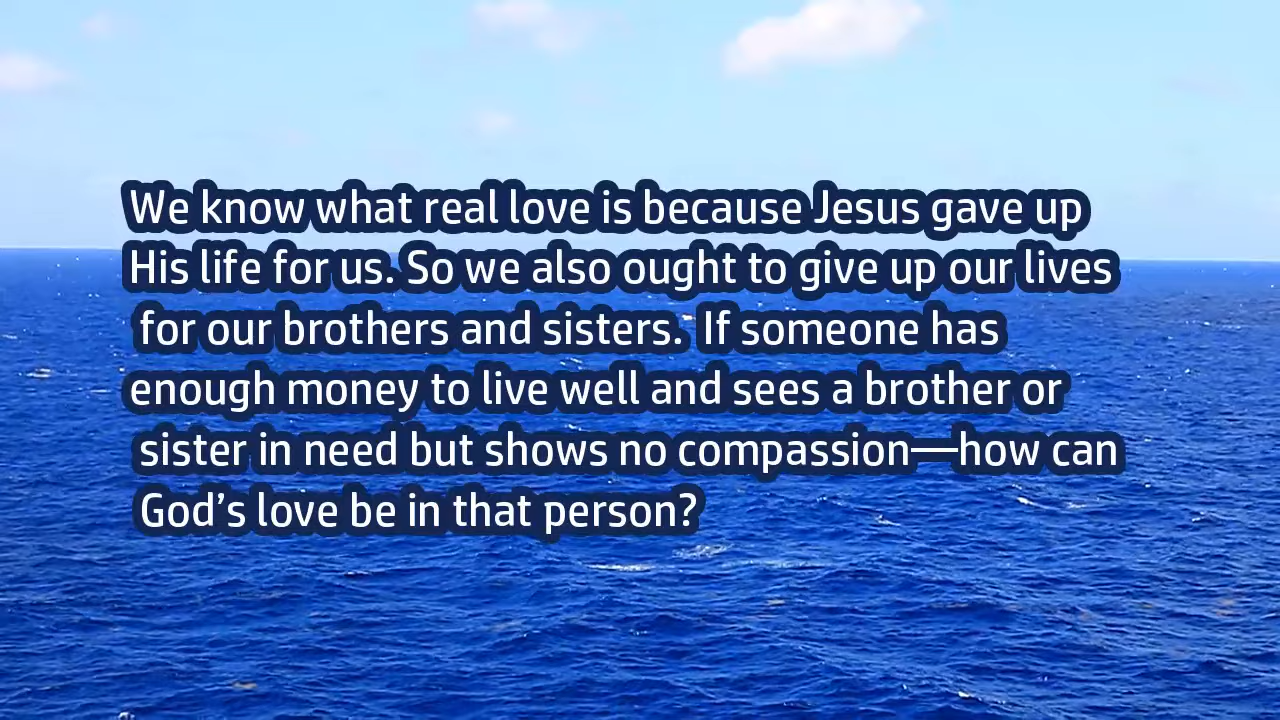 We know what real love is because Jesus gave up
His life for us. So we also ought to give up our lives
for our brothers and sisters. If someone has
enough money to live well and sees a brother or
sister in need but shows no compassion—how can
God’s love be in that person?